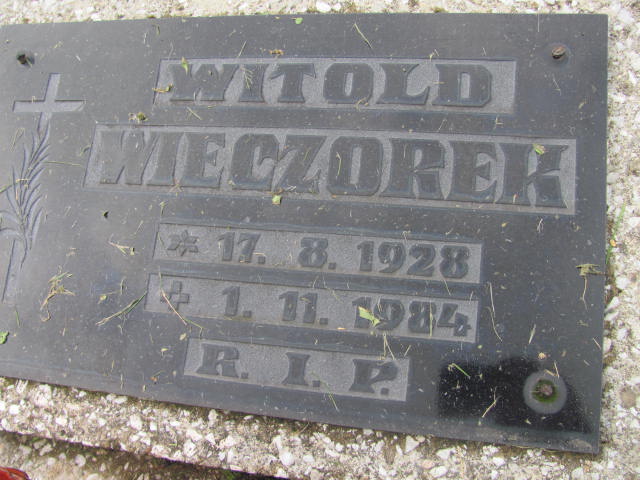 WITOLD
WIECZOREK
* 17. 8. 1928
† 1. 11. 1984
R. I. P.